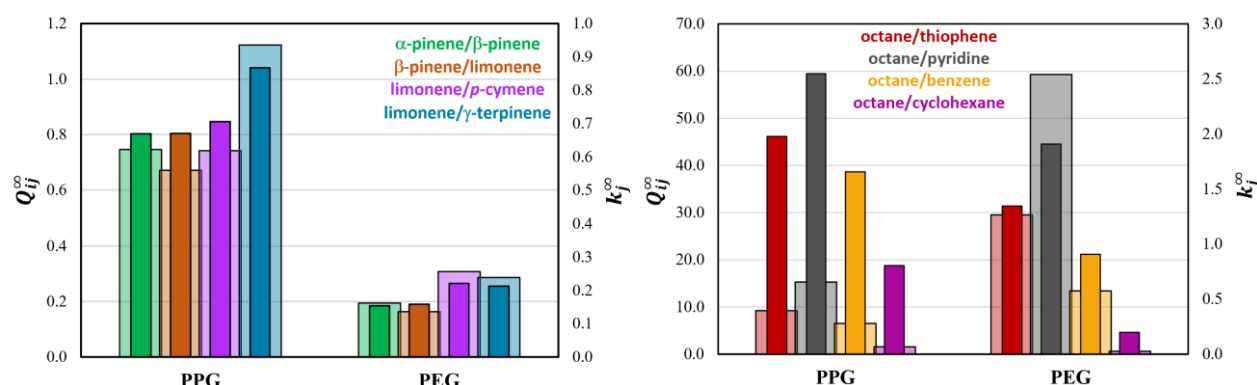 1.2
1.0
0.8
0.6
0.4
0.2
0.0
Q∞ij
1.0
0.9
0.8
0.7
0.6
0.5
0.4
0.3
0.2
0.1
0.0
k∞j
α-pinene/β-pinene
β-pinene/limonene
limonene/p-cymene
limonene/γ-terpinene
PPG PEG
70.0
60.0
50.0
40.0
30.0
20.0
10.0
0.0
Q∞ij
3.0
2.5
2.0
1.5
1.0
0.5
0.0
k∞j
octane/thiophene
octane/pyridine
octane/benzene
octane/cyclohexane
PPG PEG